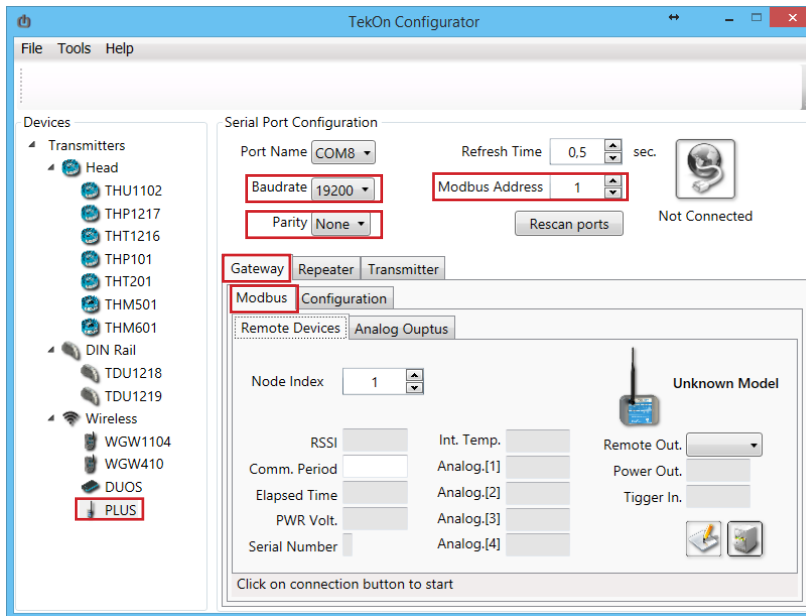 TekOn Configurator
File Tools Help
Devices
Transmitters
Head
THU1102
THP1217
THT1216
THP101
THT201
THM501
THM601
DIN Rail
TDU1218
TDU1219
Wireless
WGW1104
WGW410
DUOS
PLUS
Serial Port Configuration
Port Name COM8 Refresh Time 0,5 sec.
Baudrate 19200 Modbus Address 1
Parity None Rescan ports Not Connected
Gateway Repeater Transmitter
Modbus Configuration
Remote Devices Analog Ouptus
Node Index 1 Unknown Model
RSSI Int. Temp. Remote Out.
Comm. Period Analog.[1] Power Out.
Elapsed Time Analog.[2] Tigger In.
PWR Volt. Analog.[3]
Serial Number Analog.[4]
Click on connection button to start